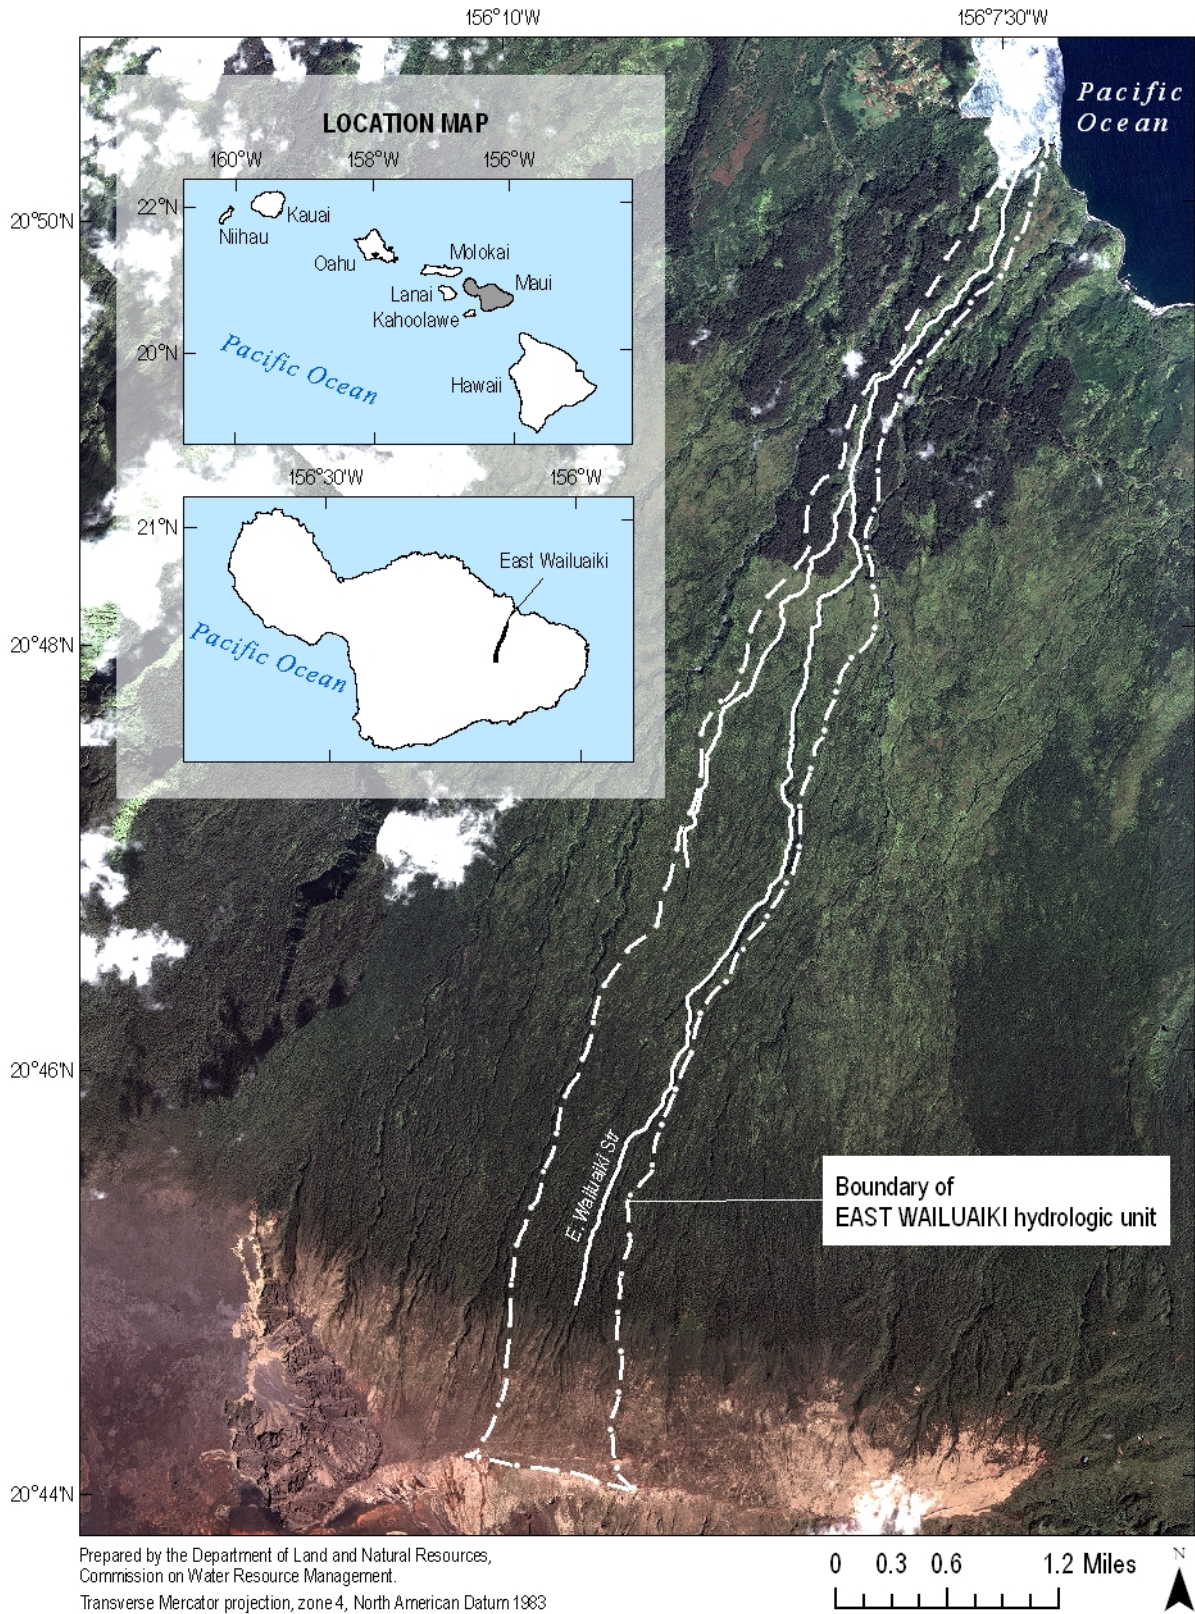 156°10'W
156°7'30"W
Pacific
Ocean
LOCATION MAP
160°W
158°W
156°W
22°N
Kauai
Niihau
Oahu
Molokai
Lanai
Maui
Kahoolawe
20°N
Pacific Ocean
Hawaii
20°50'N
156°30'W
156°W
21°N
East Wailuaiki
Pacific Ocean
20°48'N
20°46'N
E. Wailuaiki Str
Boundary of
EAST WAILUAIKI hydrologic unit
20°44'N
Prepared by the Department of Land and Natural Resources,
Commission on Water Resource Management.
Transverse Mercator projection, zone 4, North American Datum 1983
0 0.3 0.6 1.2 Miles
N